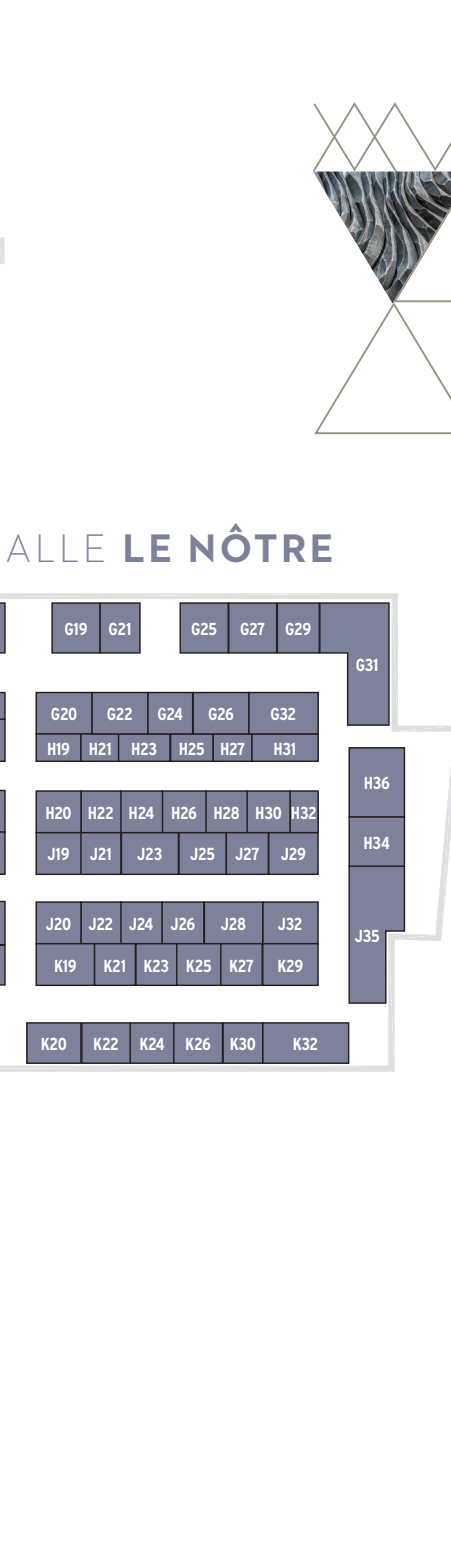 ALLE LE NÔTRE
G19 G21 G25 G27 G29
G31
G20 G22 G24 G26 G32
H19 H21 H23 H25 H27 H31
H36
H20 H22 H24 H26 H28 H30 H32
H34
J19 J21 J23 J25 J27 J29
J20 J22 J24 J26 J28 J32
J35
K19 K21 K23 K25 K27 K29
K20 K22 K24 K26 K30 K32